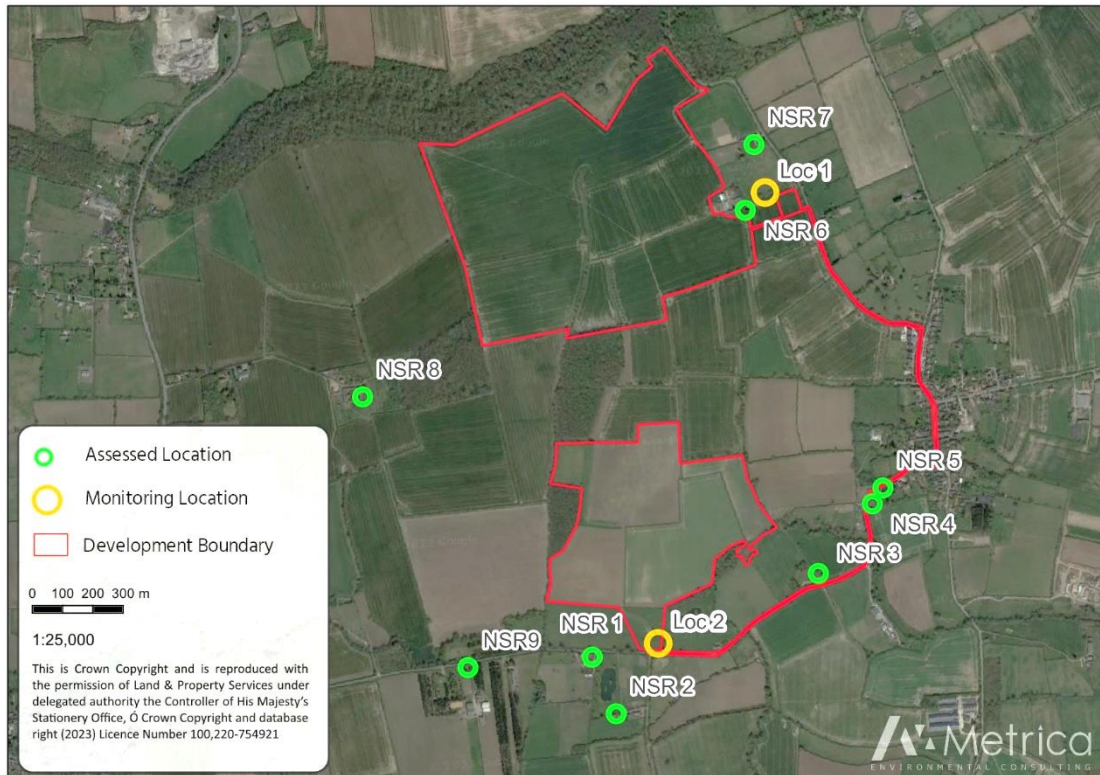 NSR 7
Loc 1
NSR 6
NSR 8
NSR 5
NSR 4
NSR 3
Loc 2
NSR 1
NSR9
NSR 2
Assessed Location
Monitoring Location
Development Boundary
0 100 200 300 m
1:25,000
This is Crown Copyright and is reproduced with
the permission of Land & Property Services under
delegated authority the Controller of His Majesty's
Stationery Office, Ó Crown Copyright and database
right (2023) Licence Number 100,220-754921
Metrica
ENVIRONMENTAL CONSULTING